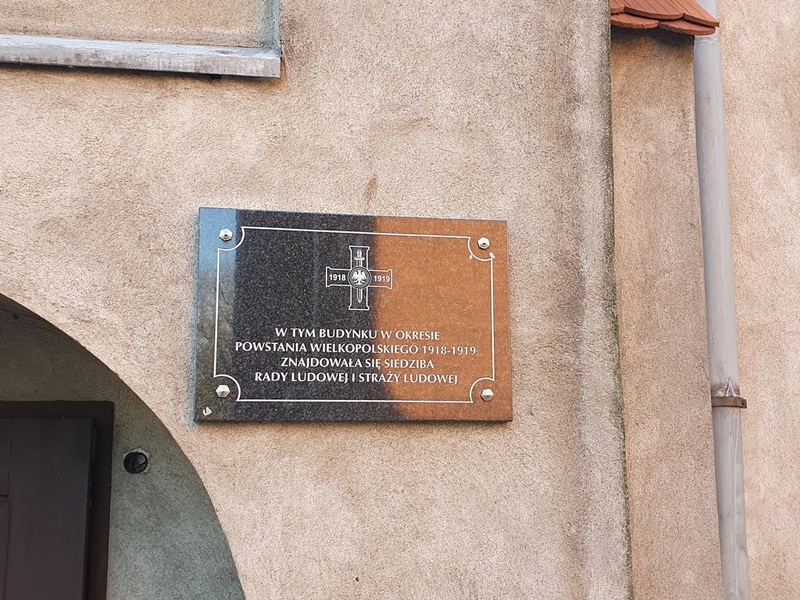 1918 1919
W TYM BUDYNKU W OKRESIE
POWSTANIA WIELKOPOLSKIEGO 1918-1919
ZNAJDOWAŁA SIĘ SIEDZIBA
RADY LUDOWEJ I STRAŻY LUDOWEJ